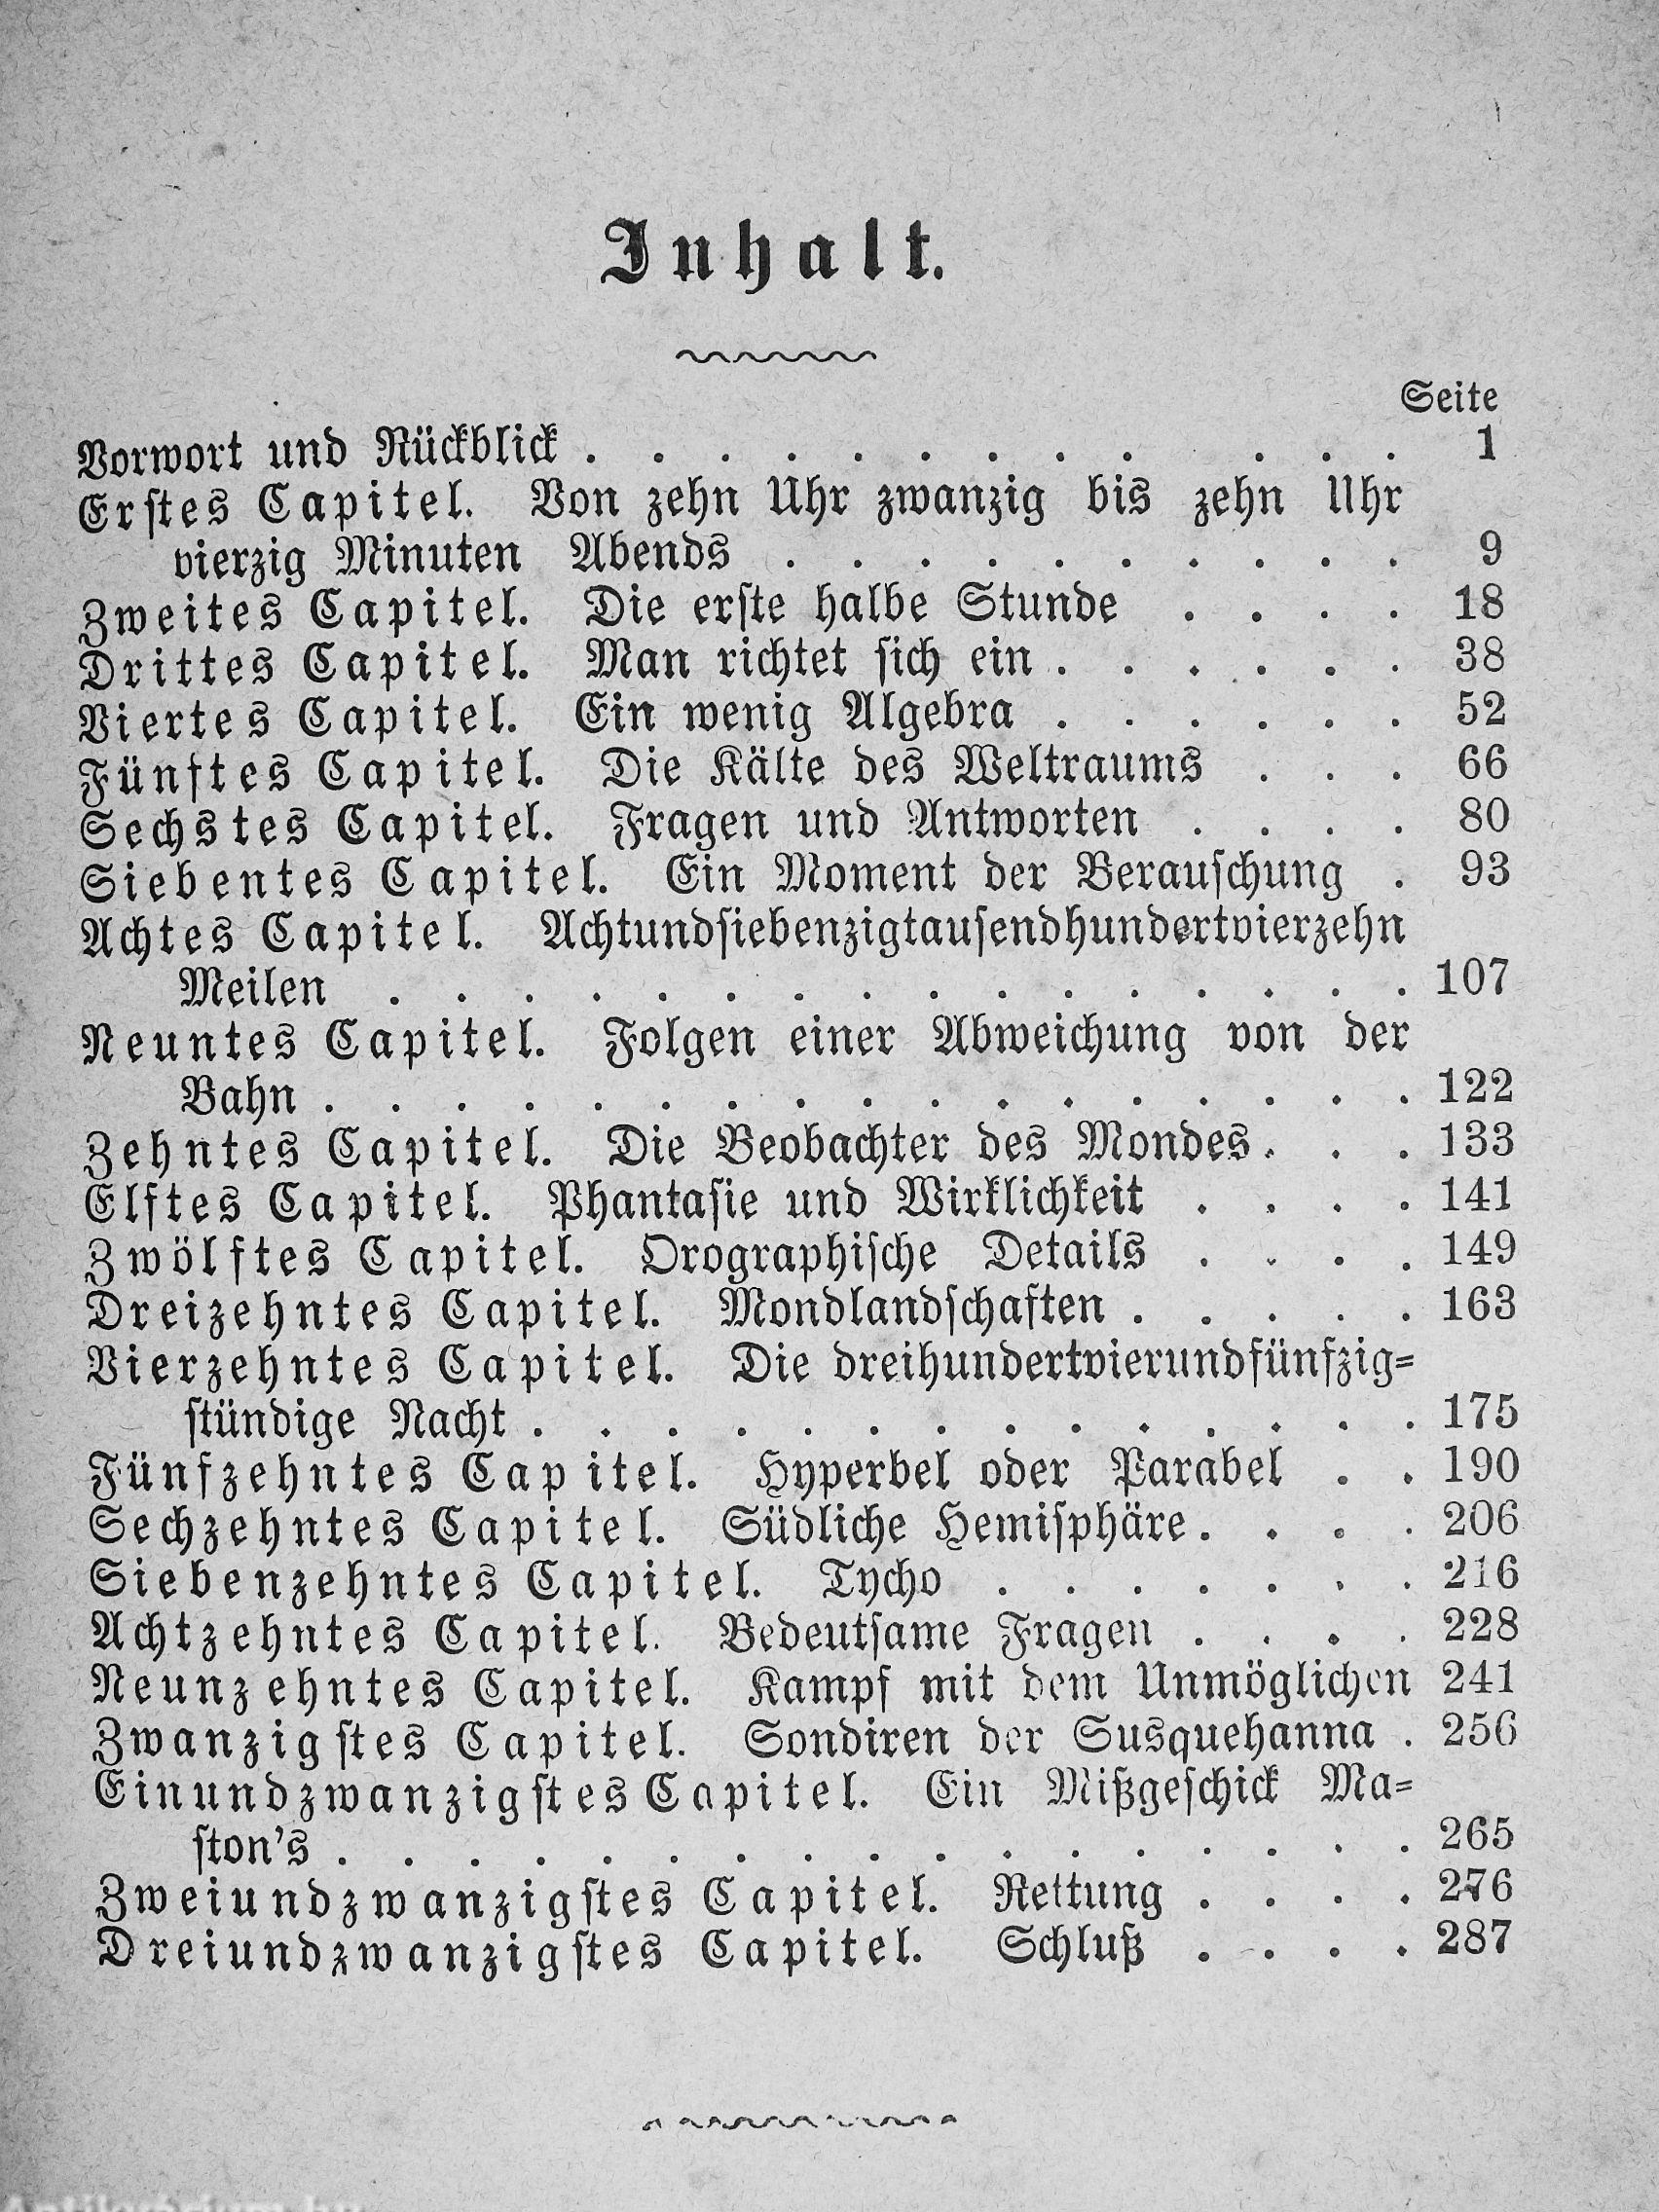 Inhalt.
Seite
Vorwort und Rückblick . . . . . . . . . . . . 1
Erstes Capitel. Von zehn Uhr zwanzig bis zehn Uhr
vierzig Minuten Abends . . . . . . . . . . 9
Zweites Capitel. Die erste halbe Stunde . . . . 18
Drittes Capitel. Man richtet sich ein . . . . . . 38
Viertes Capitel. Ein wenig Algebra . . . . . . 52
Fünftes Capitel. Die Kälte des Weltraums . . . 66
Sechstes Capitel. Fragen und Antworten . . . . 80
Siebentes Capitel. Ein Moment der Berauschung . 93
Achtes Capitel. Achtundsiebenzigtausendhundertvierzehn
Meilen . . . . . . . . . . . . . . . . 107
Neuntes Capitel. Folgen einer Abweichung von der
Bahn . . . . . . . . . . . . . . . . . 122
Zehntes Capitel. Die Beobachter des Mondes . . . 133
Elftes Capitel. Phantasie und Wirklichkeit . . . . 141
Zwölftes Capitel. Orographische Details . . . . 149
Dreizehntes Capitel. Mondlandschaften . . . . . 163
Vierzehntes Capitel. Die dreihundertvierundfünfzig=
stündige Nacht . . . . . . . . . . . . . . 175
Fünfzehntes Capitel. Hyperbel oder Parabel . . 190
Sechzehntes Capitel. Südliche Hemisphäre . . . . 206
Siebenzehntes Capitel. Tycho . . . . . . . 216
Achtzehntes Capitel. Bedeutsame Fragen . . . . 228
Neunzehntes Capitel. Kampf mit dem Unmöglichen 241
Zwanzigstes Capitel. Sondiren der Susquehanna . 256
Einundzwanzigstes Capitel. Ein Mißgeschick Ma=
ston's . . . . . . . . . . . . . . . . . 265
Zweiundzwanzigstes Capitel. Rettung . . . . 276
Dreiundzwanzigstes Capitel. Schluß . . . . 287